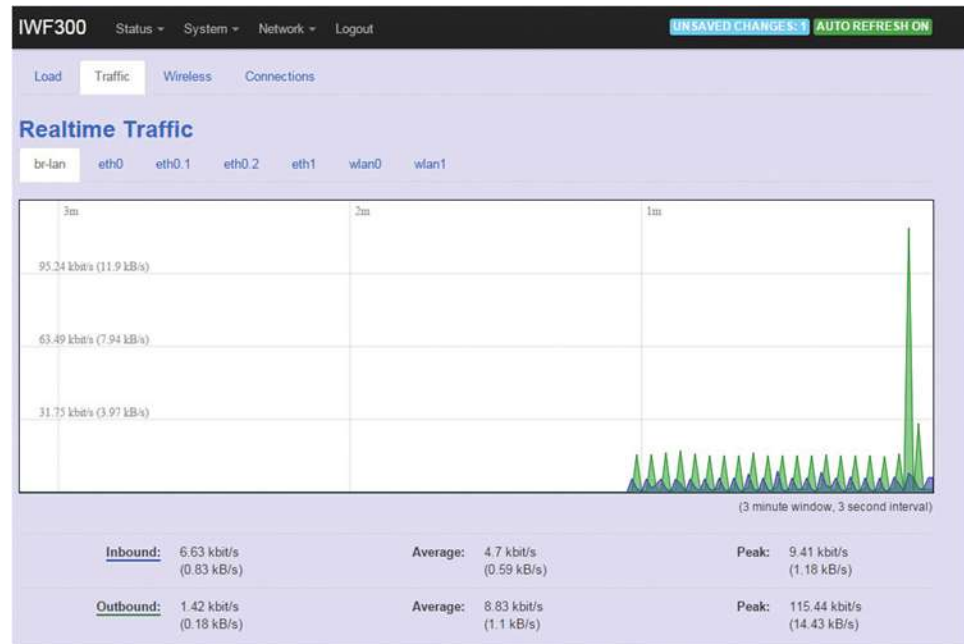 IWF300 Status System Network Logout UNSAVED CHANGES: 1 AUTO REFRESH ON
Load Traffic Wireless Connections
Realtime Traffic
br-lan eth0 eth0.1 eth0.2 eth1 wlan0 wlan1
3m 2m 1m
95.24 kbit/s (11.9 kB/s)
63.49 kbit/s (7.94 kB/s)
31.75 kbit/s (3.97 kB/s)
(3 minute window, 3 second interval)
Inbound: 6.63 kbit/s Average: 4.7 kbit/s Peak: 9.41 kbit/s
(0.83 kB/s) (0.59 kB/s) (1.18 kB/s)
Outbound: 1.42 kbit/s Average: 8.83 kbit/s Peak: 115.44 kbit/s
(0.18 kB/s) (1.1 kB/s) (14.43 kB/s)